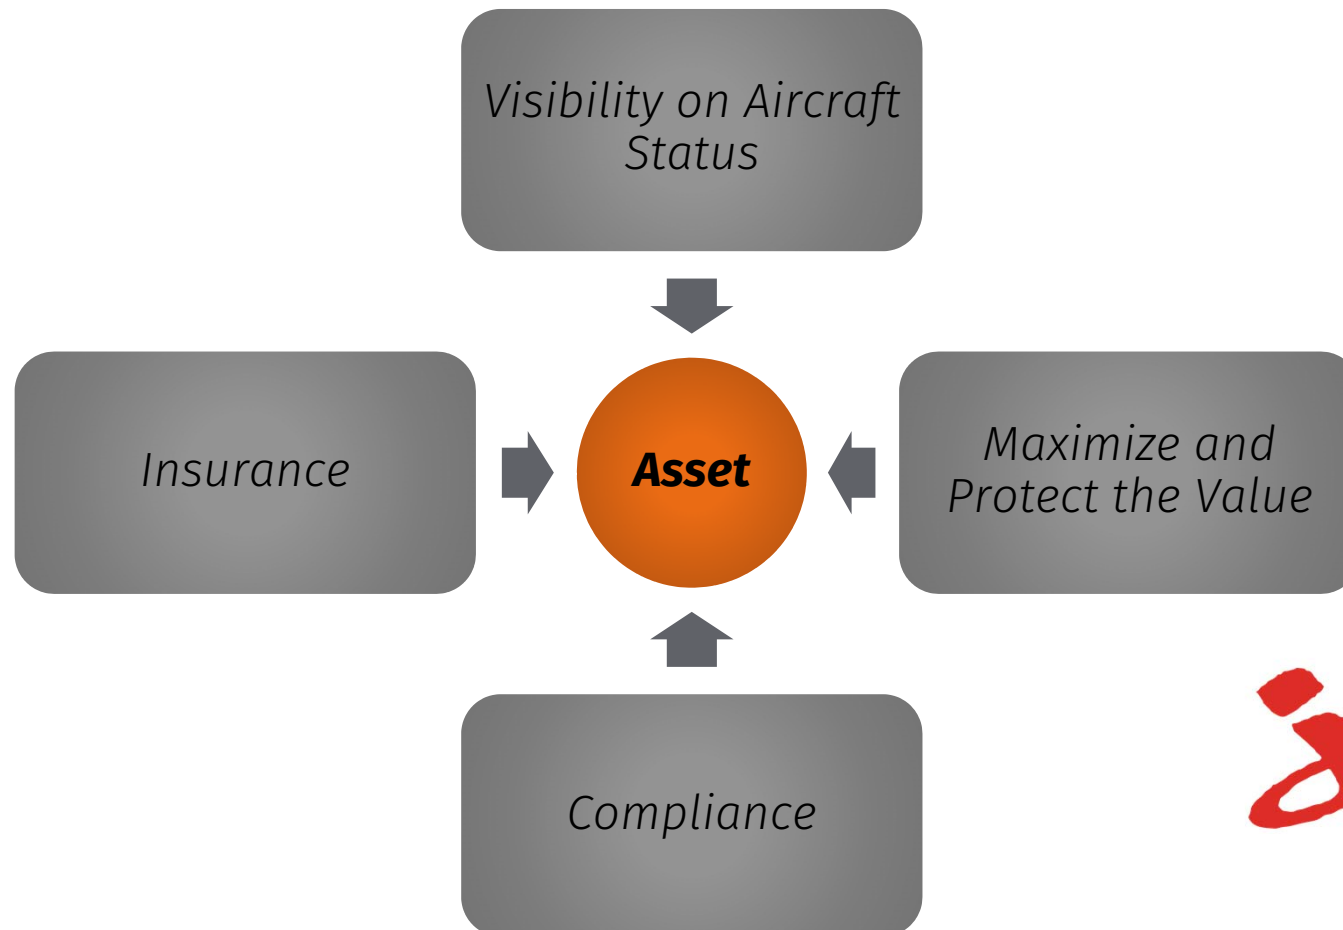 Visibility on Aircraft
Status
Insurance
Asset
Maximize and
Protect the Value
Compliance